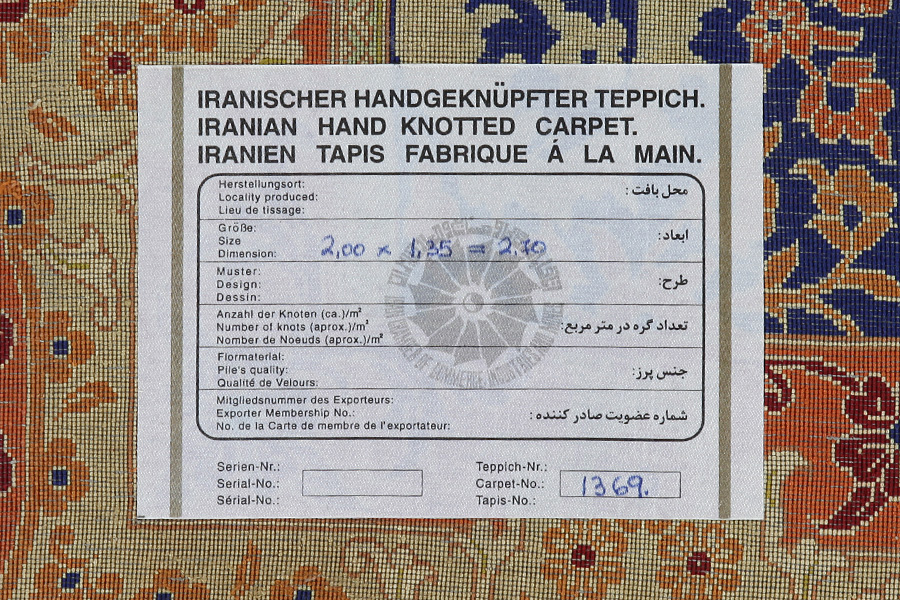 IRANISCHER HANDGEKNÜPFTER TEPPICH.
IRANIAN HAND KNOTTED CARPET.
IRANIEN TAPIS FABRIQUE Á LA MAIN.
Herstellungsort:
Locality produced:
Lieu de tissage:
محل بافت :
Größe:
Size
Dimension:
2,00 x 1,35 = 2.70
ابعاد:
Muster:
Design:
Dessin:
طرح:
Anzahl der Knoten (ca.)/m²
Number of knots (aprox.)/m²
Nomber de Noeuds (aprox.)/m²
تعداد گره در متر مربع:
Flormaterial:
Pile's quality:
Qualité de Velours:
جنس پرز:
Mitgliedsnummer des Exporteurs:
Exporter Membership No.:
No. de la Carte de membre de l'exportateur:
شماره عضویت صادر کننده :
Serien-Nr.:
Serial-No.:
Sérial-No.:
Teppich-Nr.:
Carpet-No.:
Tapis-No.:
1369.